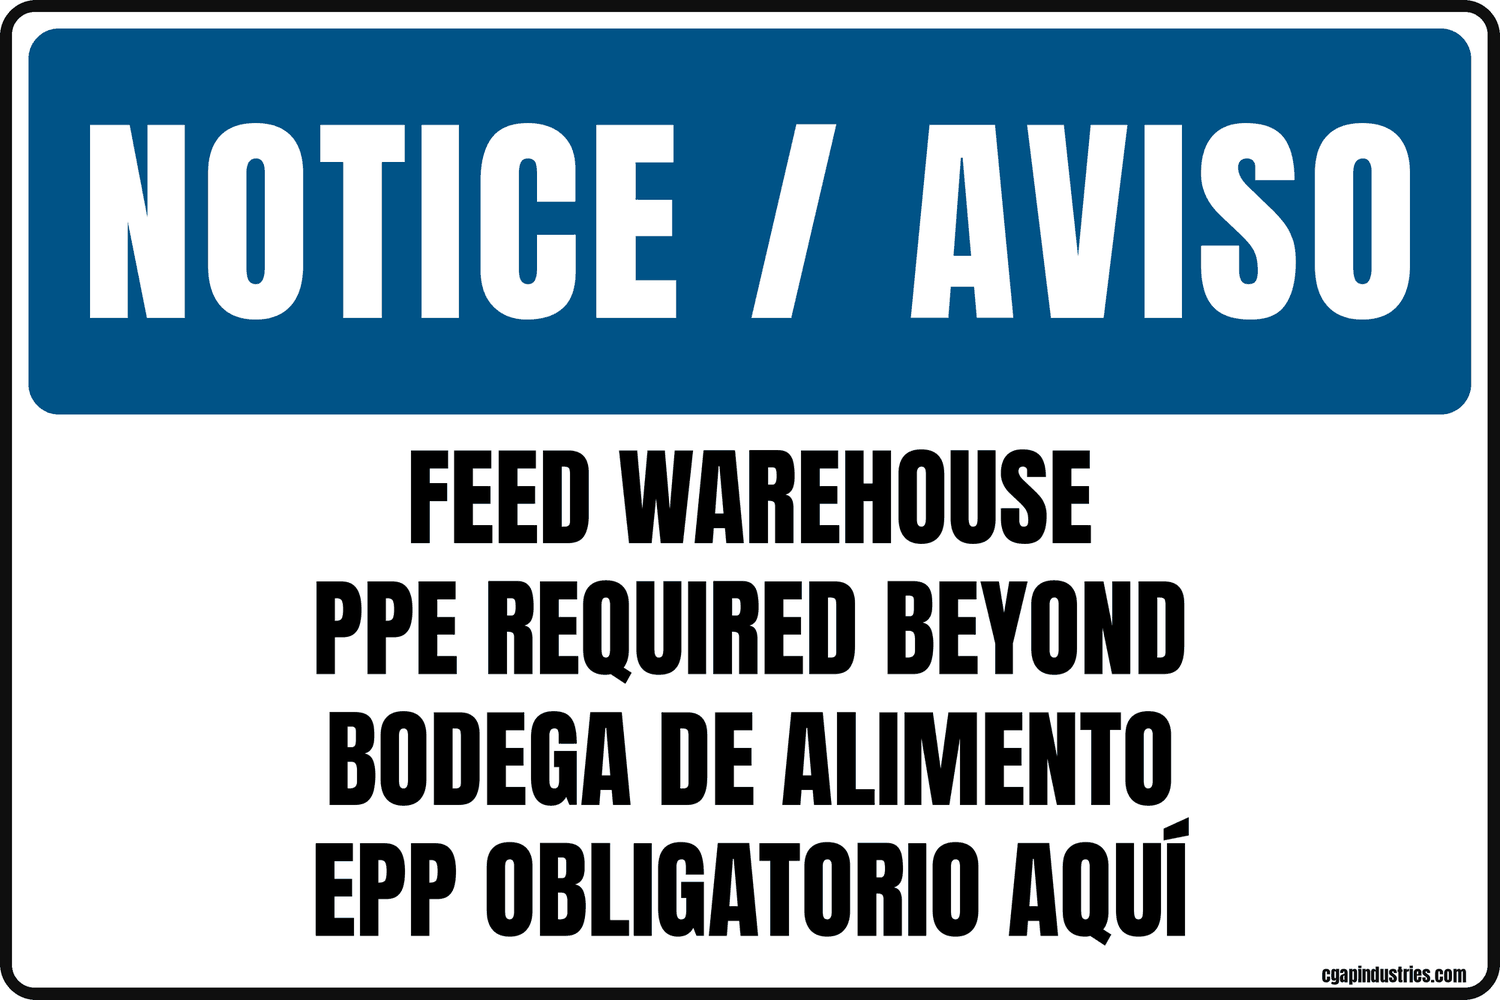 NOTICE / AVISO
FEED WAREHOUSE
PPE REQUIRED BEYOND
BODEGA DE ALIMENTO
EPP OBLIGATORIO AQUÍ
cgapindustries.com